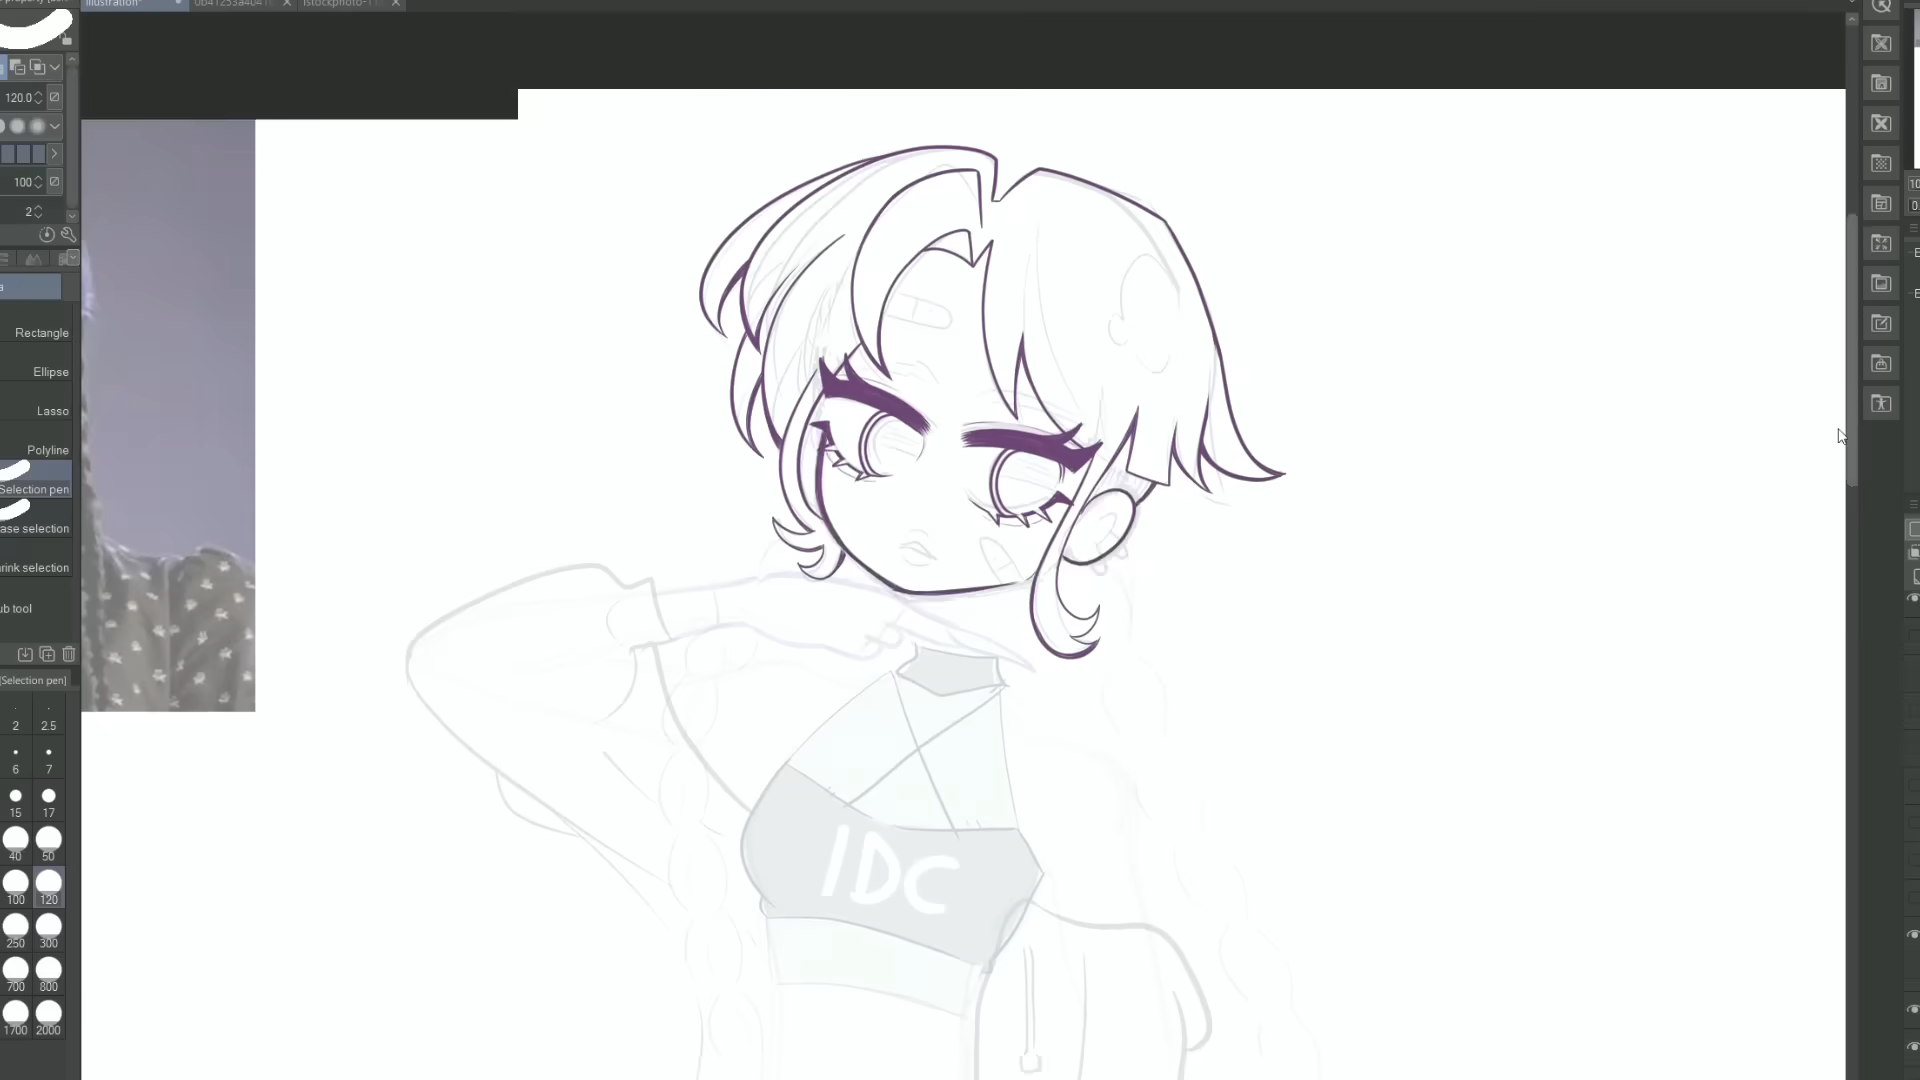 Illustration*
120.0
100
2
Rectangle
Ellipse
Lasso
Polyline
Selection pen
ase selection
rink selection
ub tool
[Selection pen]
2 2.5
6 7
15 17
40 50
100 120
250 300
700 800
1700 2000
IDC